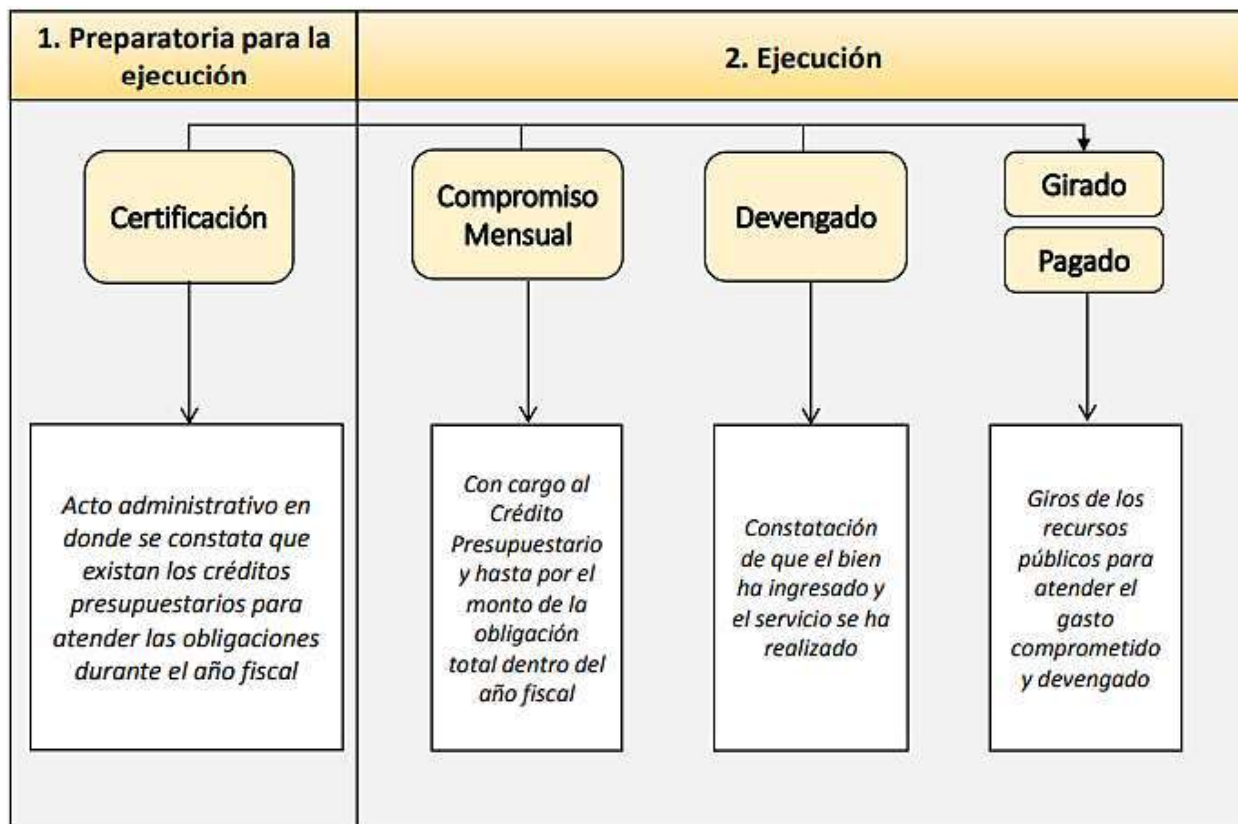 1. Preparatoria para la
ejecución
2. Ejecución
Certificación
Compromiso
Mensual
Devengado
Girado
Pagado
Acto administrativo en
donde se constata que
existan los créditos
presupuestarios para
atender las obligaciones
durante el año fiscal
Con cargo al
Crédito
Presupuestario
y hasta por el
monto de la
obligación
total dentro del
año fiscal
Constatación
de que el bien
ha ingresado y
el servicio se ha
realizado
Giros de los
recursos
públicos para
atender el
gasto
comprometido
y devengado